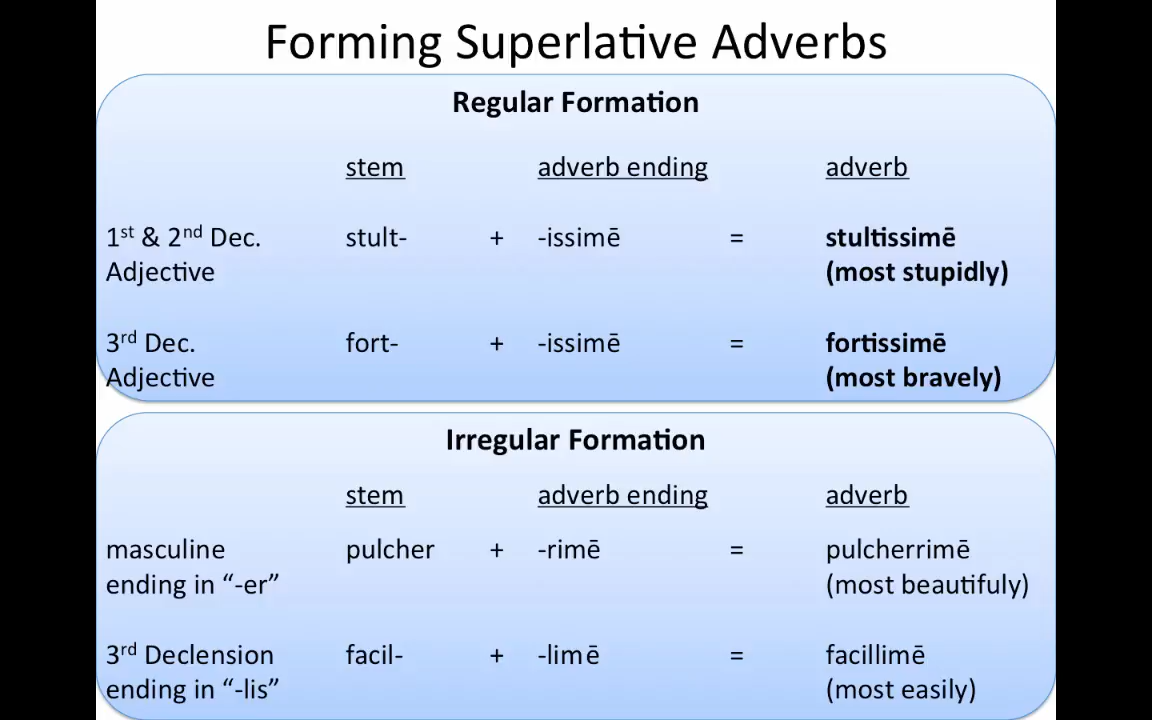 Forming Superlative Adverbs
Regular Formation
stem adverb ending adverb
1st & 2nd Dec. stult- + -issimē = stultissimē
Adjective (most stupidly)
3rd Dec. fort- + -issimē = fortissimē
Adjective (most bravely)
Irregular Formation
stem adverb ending adverb
masculine pulcher + -rimē = pulcherrimē
ending in “-er” (most beautifuly)
3rd Declension facil- + -limē = facillimē
ending in “-lis” (most easily)